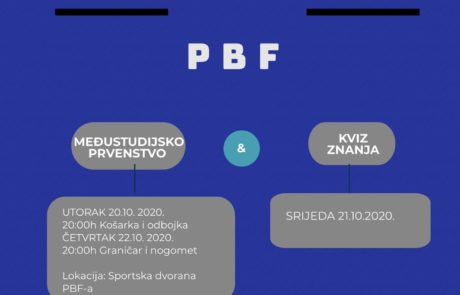 PBF
MEĐUSTUDIJSKO
PRVENSTVO
&
KVIZ
ZNANJA
UTORAK 20.10. 2020.
20:00h Košarka i odbojka
ČETVRTAK 22.10. 2020.
20:00h Graničar i nogomet
Lokacija: Sportska dvorana
PBF-a
SRIJEDA 21.10.2020.